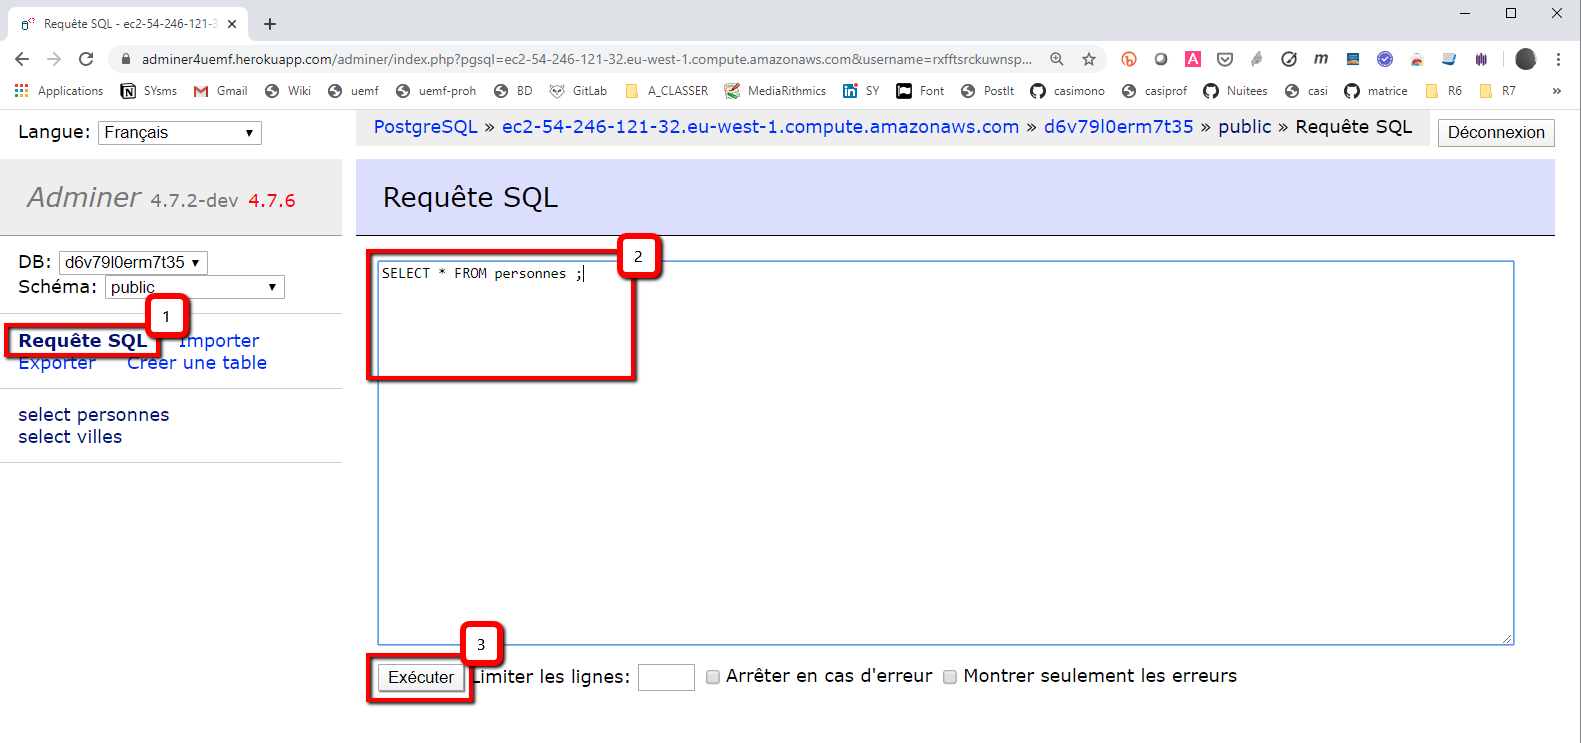 Requête SQL - ec2-54-246-121-3
adminer4uemf.herokuapp.com/adminer/index.php?pgsql=ec2-54-246-121-32.eu-west-1.compute.amazonaws.com&username=rxfftsrckuwnsp...
Applications SYsms Gmail Wiki uemf uemf-proh BD GitLab A_CLASSER MediaRithmics SY Font PostIt casimono casiprof Nuitees casi matrice R6 R7 »
Langue: Français
PostgreSQL » ec2-54-246-121-32.eu-west-1.compute.amazonaws.com » d6v79l0erm7t35 » public » Requête SQL
Déconnexion
Adminer 4.7.2-dev 4.7.6
Requête SQL
DB: d6v79l0erm7t35
Schéma: public
1
Requête SQL Importer
Exporter Créer une table
select personnes
select villes
2
SELECT * FROM personnes ;
3
Exécuter Limiter les lignes: Arrêter en cas d'erreur Montrer seulement les erreurs